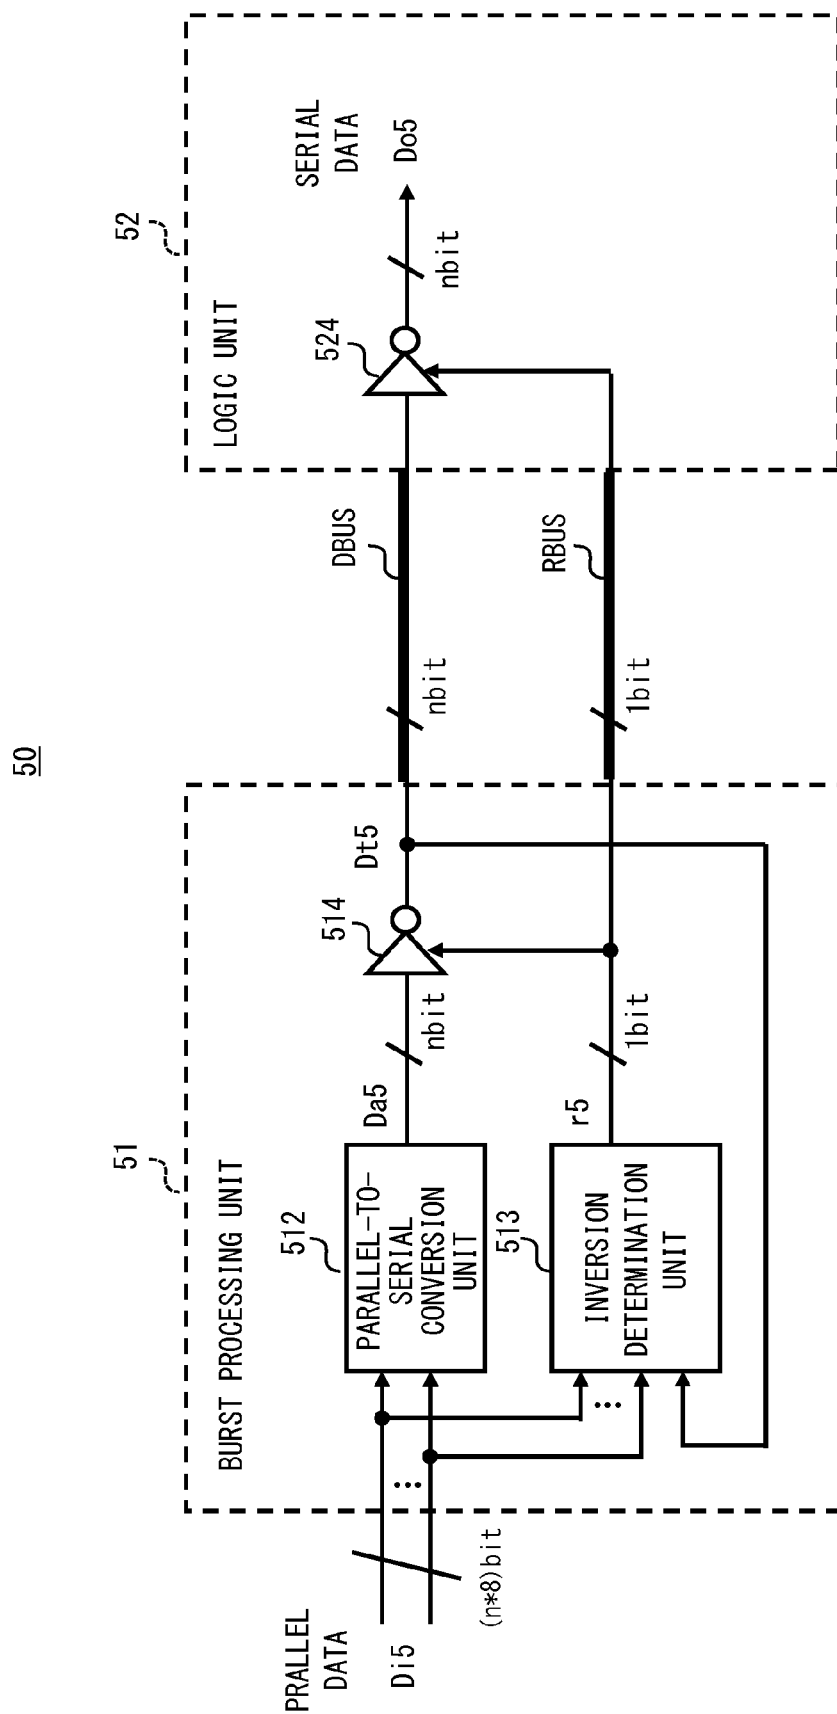 50
51
BURST PROCESSING UNIT
PRALLEL
DATA
Di5
(n*8)bit
...
512
PARALLEL-TO-
SERIAL
CONVERSION
UNIT
Da5
nbit
514
Dt5
513
INVERSION
DETERMINATION
UNIT
...
r5
1bit
nbit
DBUS
1bit
RBUS
52
LOGIC UNIT
524
nbit
SERIAL
DATA
Do5